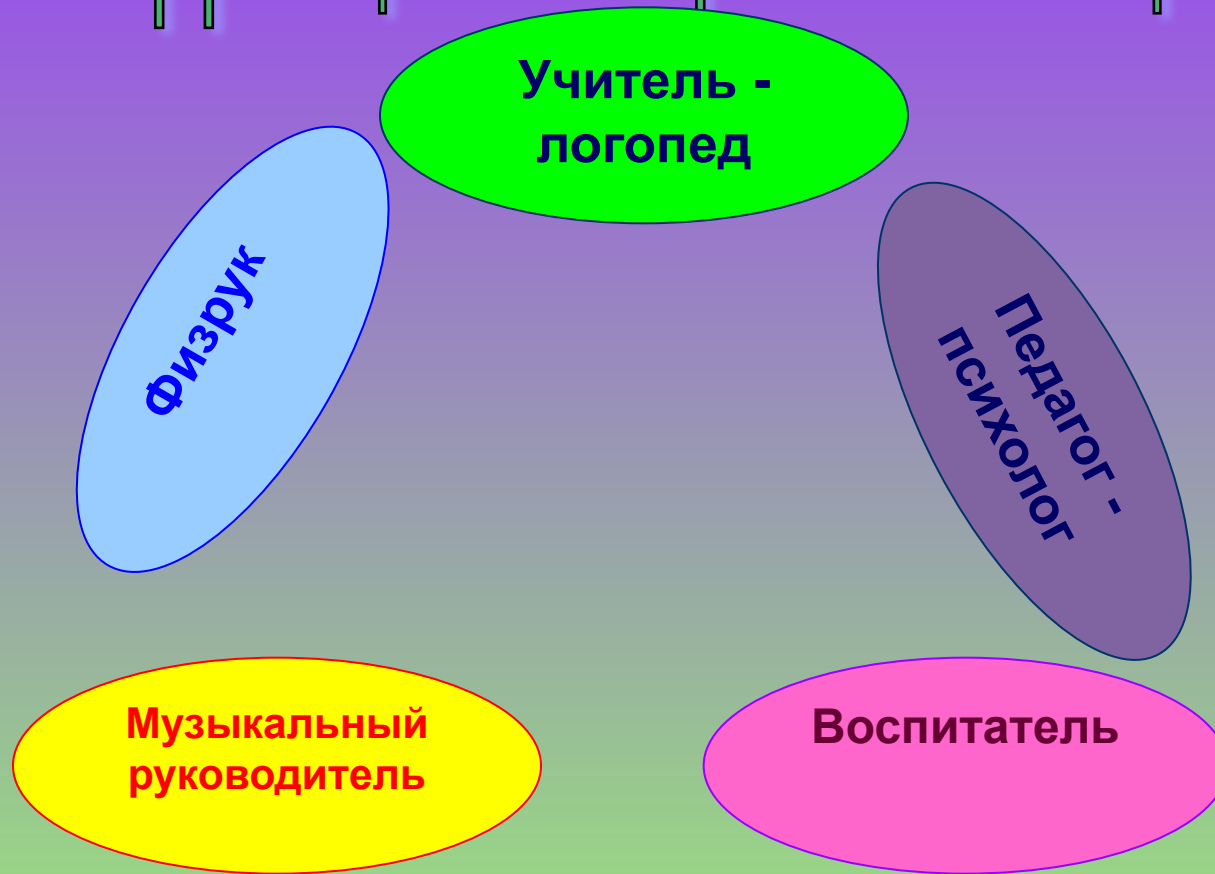 Учитель -
логопед
Физрук
Педагог -
психолог
Музыкальный
руководитель
Воспитатель